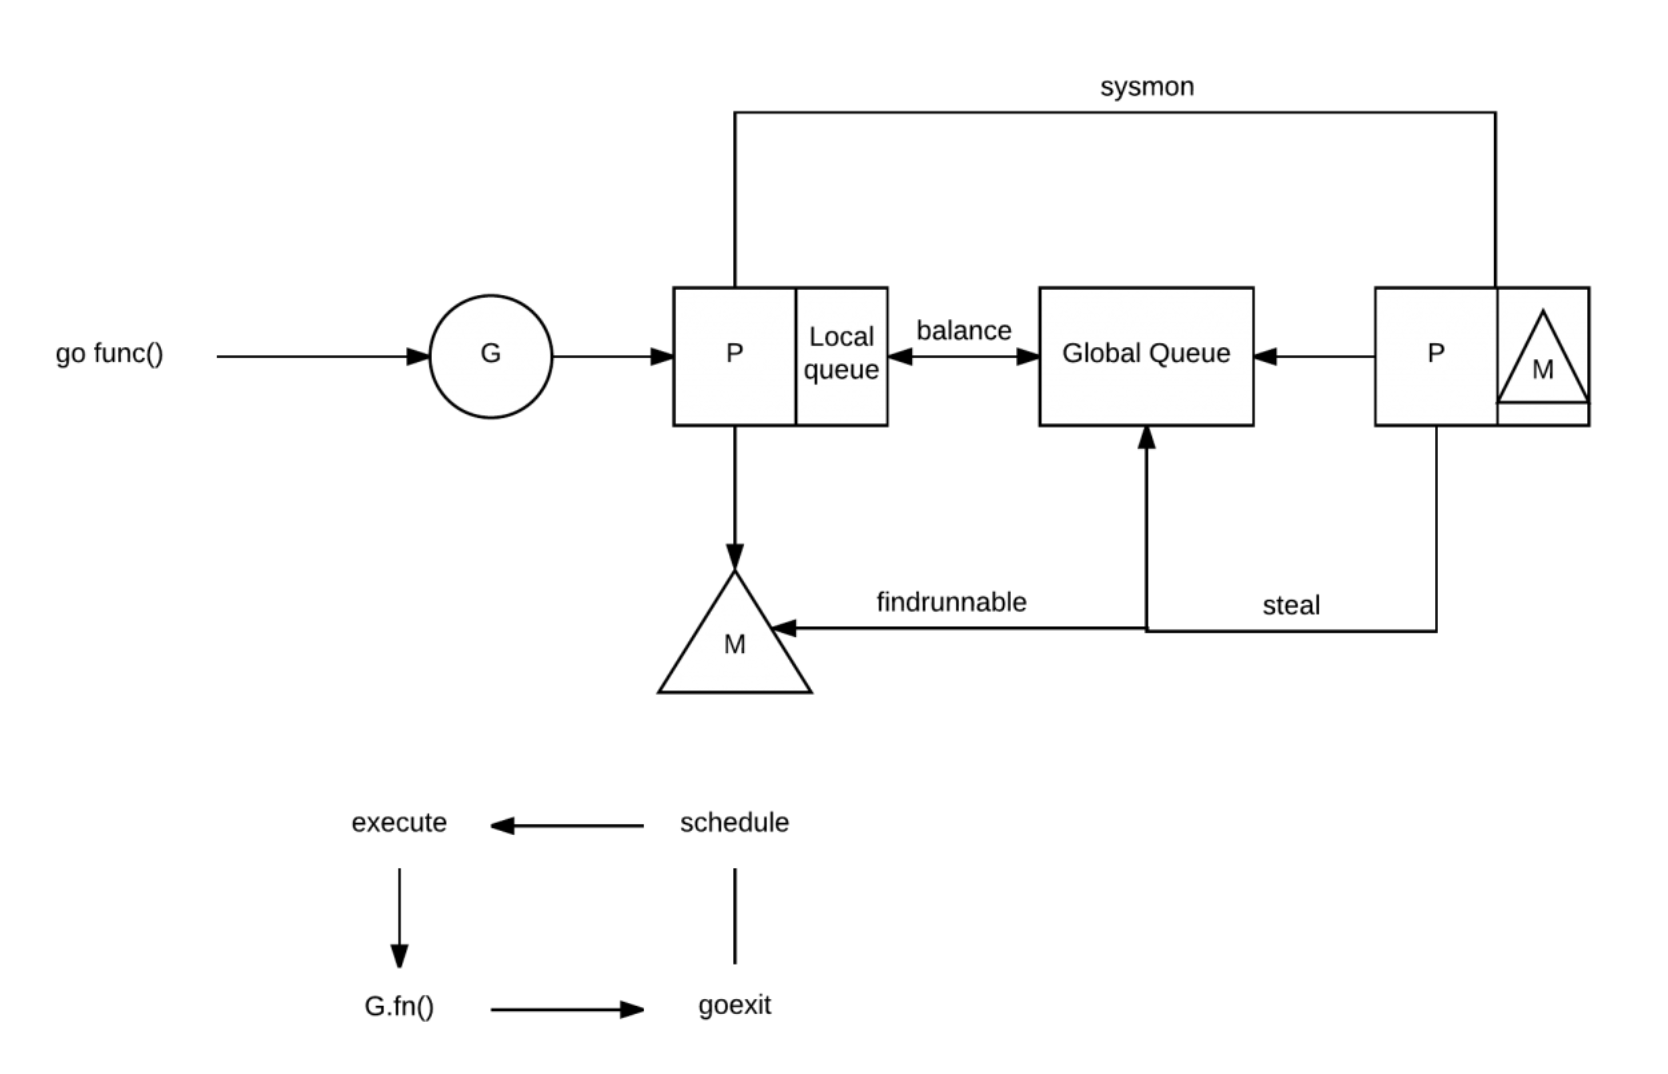 sysmon
go func()
G
P
Local
queue
balance
Global Queue
P
M
findrunnable
steal
M
execute
schedule
G.fn()
goexit